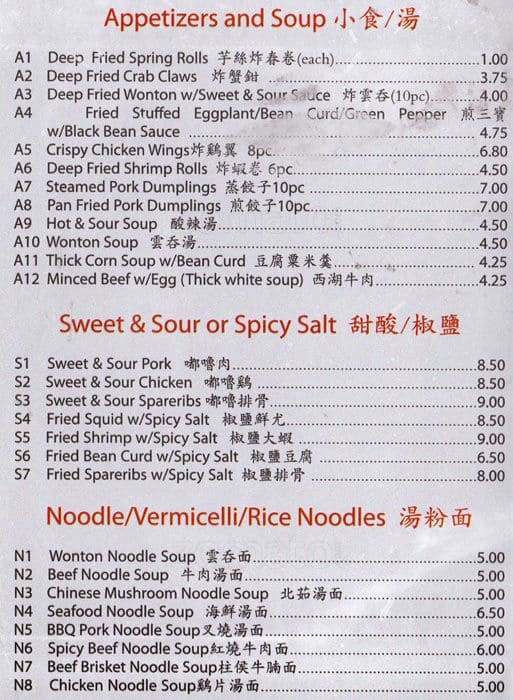 Appetizers and Soup 小食/湯
A1 Deep Fried Spring Rolls 芋絲炸春卷(each)........1.00
A2 Deep Fried Crab Claws 炸蟹鉗........3.75
A3 Deep Fried Wonton w/Sweet & Sour Sauce 炸雲呑(10pc)........4.00
A4 Fried Stuffed Eggplant/Bean Curd/Green Pepper 煎三寶
w/Black Bean Sauce ........4.75
A5 Crispy Chicken Wings炸鷄翼 8pc........6.80
A6 Deep Fried Shrimp Rolls 炸蝦卷 6pc........4.50
A7 Steamed Pork Dumplings 蒸餃子10pc ........7.00
A8 Pan Fried Pork Dumplings 煎餃子10pc........7.00
A9 Hot & Sour Soup 酸辣湯........4.50
A10 Wonton Soup 雲呑湯........4.50
A11 Thick Corn Soup w/Bean Curd 豆腐粟米羹........4.25
A12 Minced Beef w/Egg (Thick white soup) 西湖牛肉........4.25
Sweet & Sour or Spicy Salt 甜酸/椒鹽
S1 Sweet & Sour Pork 嘟嚕肉........8.50
S2 Sweet & Sour Chicken 嘟嚕鷄........8.50
S3 Sweet & Sour Spareribs 嘟嚕排骨........9.00
S4 Fried Squid w/Spicy Salt 椒鹽鮮尤........8.50
S5 Fried Shrimp w/Spicy Salt 椒鹽大蝦........9.00
S6 Fried Bean Curd w/Spicy Salt 椒鹽豆腐........6.50
S7 Fried Spareribs w/Spicy Salt 椒鹽排骨........8.00
Noodle/Vermicelli/Rice Noodles 湯粉面
N1 Wonton Noodle Soup 雲呑面........5.00
N2 Beef Noodle Soup 牛肉湯面........5.00
N3 Chinese Mushroom Noodle Soup 北茹湯面........5.00
N4 Seafood Noodle Soup 海鮮湯面........6.50
N5 BBQ Pork Noodle Soup叉燒湯面........5.00
N6 Spicy Beef Noodle Soup紅燒牛肉面........6.00
N7 Beef Brisket Noodle Soup柱侯牛腩面........5.00
N8 Chicken Noodle Soup鷄片湯面........5.00